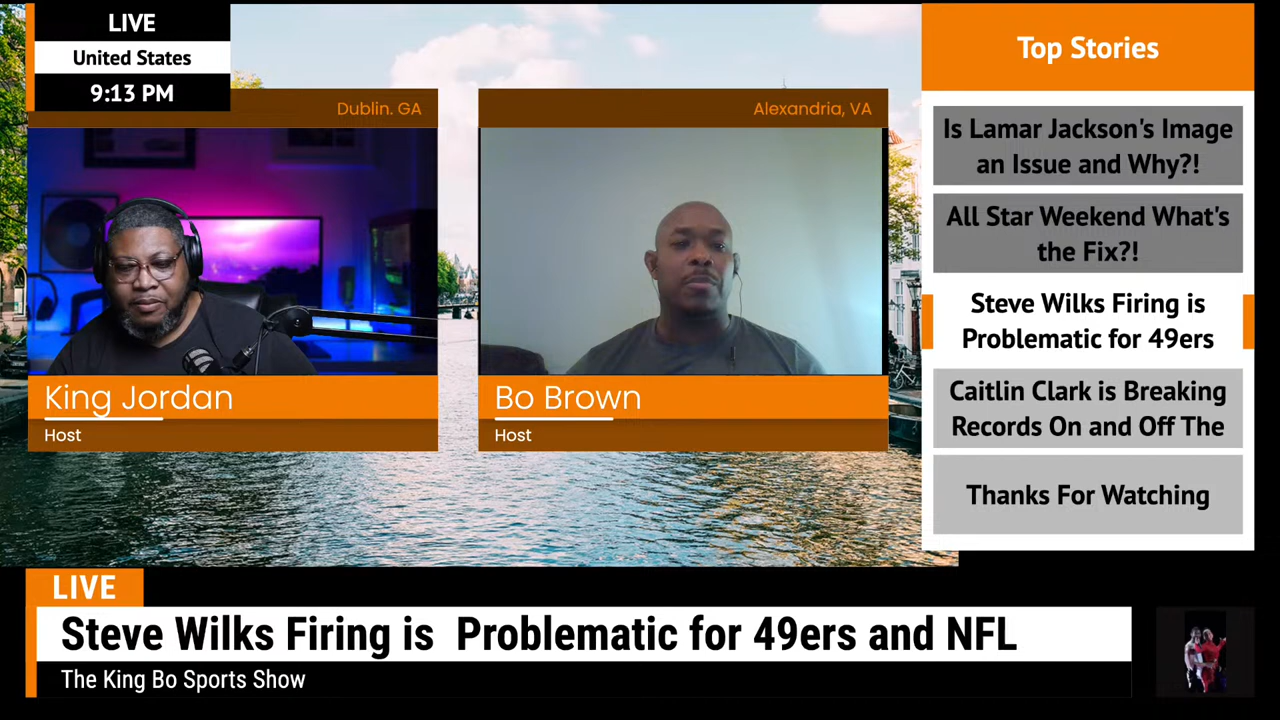 LIVE
United States
9:13 PM
Dublin. GA
Alexandria, VA
King Jordan
Host
Bo Brown
Host
Top Stories
Is Lamar Jackson's Image
an Issue and Why?!
All Star Weekend What's
the Fix?!
Steve Wilks Firing is
Problematic for 49ers
Caitlin Clark is Breaking
Records On and Off The
Thanks For Watching
LIVE
Steve Wilks Firing is Problematic for 49ers and NFL
The King Bo Sports Show